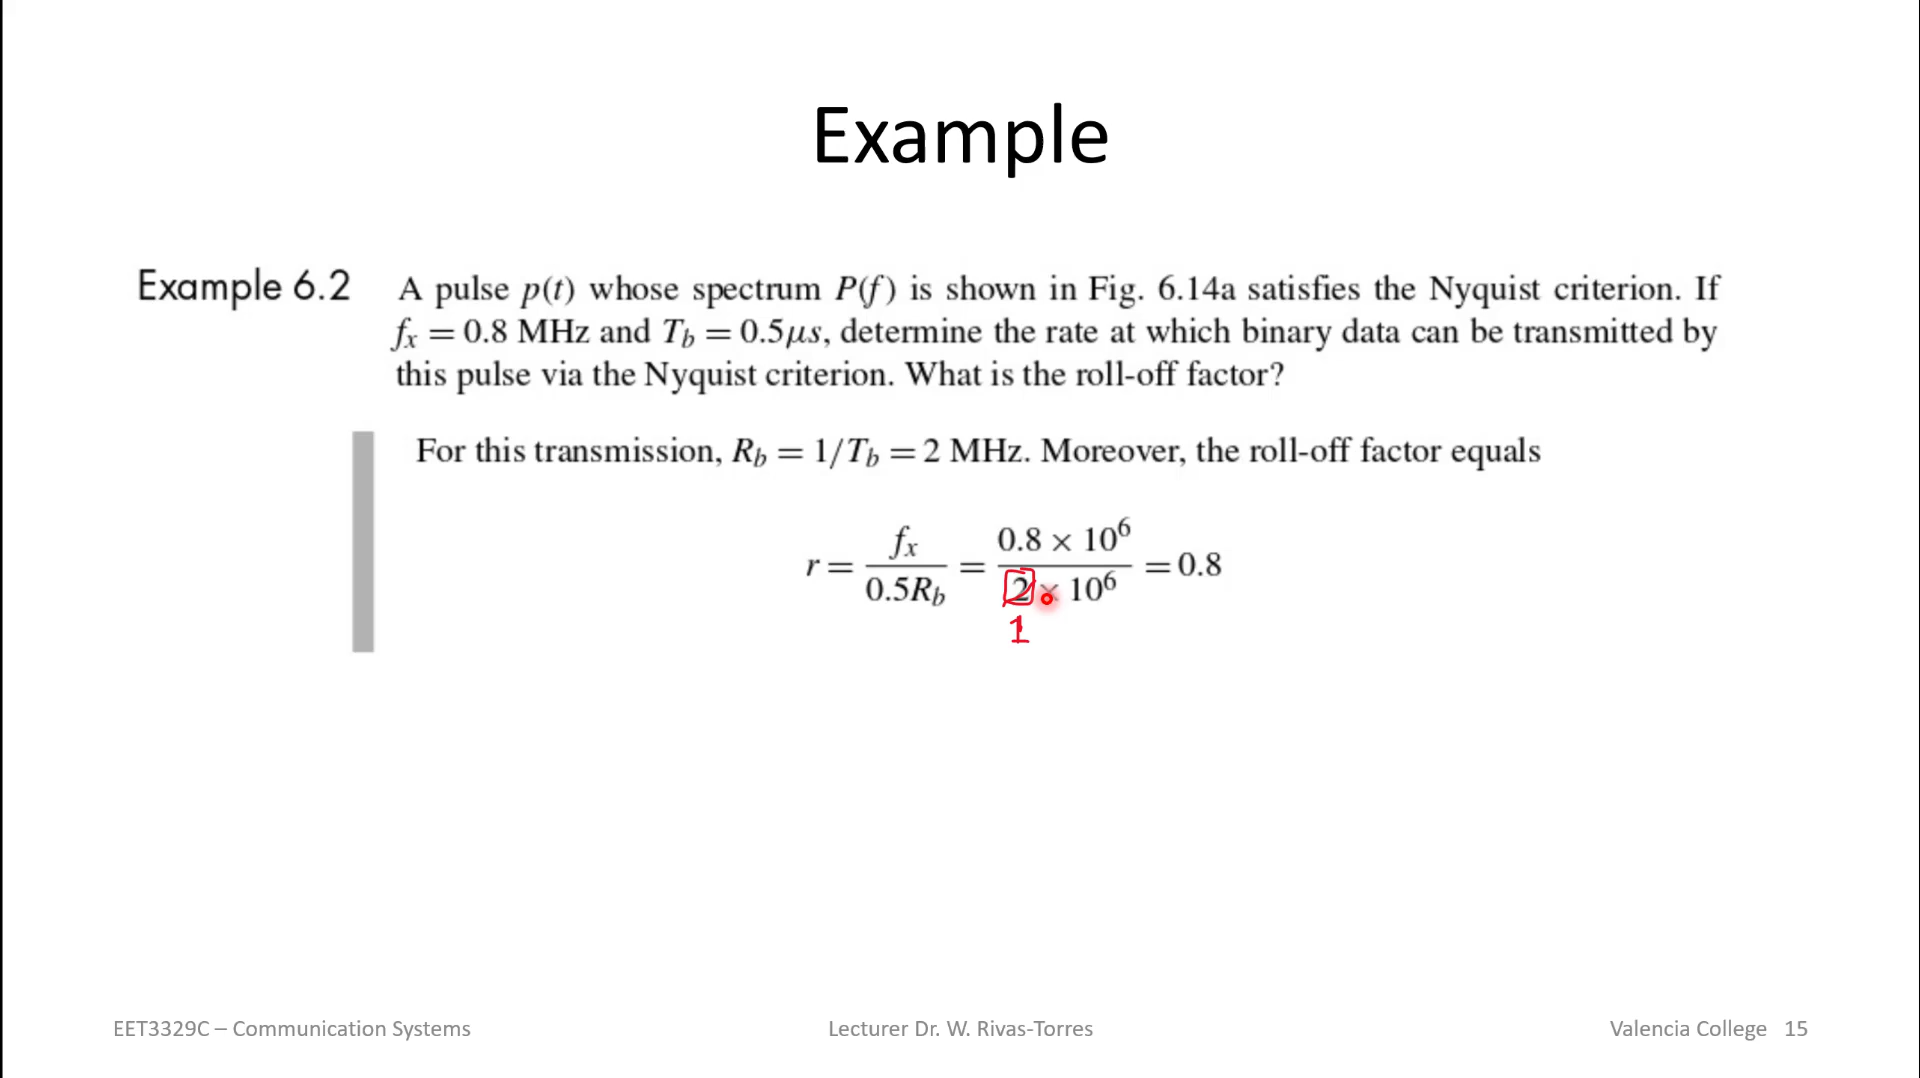 Example
Example 6.2 A pulse p(t) whose spectrum P(f) is shown in Fig. 6.14a satisfies the Nyquist criterion. If
fx = 0.8 MHz and Tb = 0.5μs, determine the rate at which binary data can be transmitted by
this pulse via the Nyquist criterion. What is the roll-off factor?
For this transmission, Rb = 1/Tb = 2 MHz. Moreover, the roll-off factor equals
r = fx / 0.5Rb = 0.8 × 10^6 / 2 × 10^6 = 0.8
1
EET3329C – Communication Systems Lecturer Dr. W. Rivas-Torres Valencia College 15